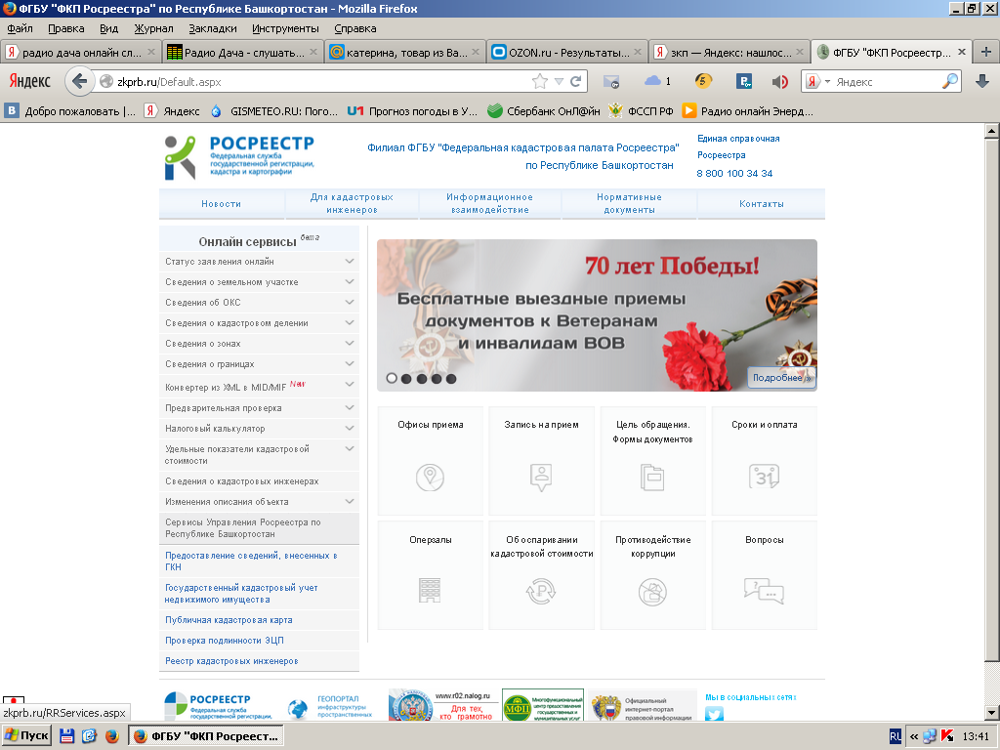 ФГБУ "ФКП Росреестра" по Республике Башкортостан - Mozilla Firefox
Файл Правка Вид Журнал Закладки Инструменты Справка
радио дача онлайн сл...
Радио Дача - слушать...
катерина, товар из Ва...
OZON.ru - Результаты...
зкп — Яндекс: нашлос...
ФГБУ "ФКП Росреестр...
Яндекс
zkprb.ru/Default.aspx
1
5
Яндекс
Добро пожаловать |...
Яндекс
GISMETEO.RU: Пого...
Прогноз погоды в У...
Сбербанк ОнЛ@йн
ФССП РФ
Радио онлайн Энерд...
РОСРЕЕСТР
Федеральная служба
государственной регистрации,
кадастра и картографии
Филиал ФГБУ "Федеральная кадастровая палата Росреестра"
по Республике Башкортостан
Единая справочная
Росреестра
8 800 100 34 34
Новости
Для кадастровых
инженеров
Информационное
взаимодействие
Нормативные
документы
Контакты
Онлайн сервисы бета
Статус заявления онлайн
Сведения о земельном участке
Сведения об ОКС
Сведения о кадастровом делении
Сведения о зонах
Сведения о границах
Конвертер из XML в MID/MIF New
Предварительная проверка
Налоговый калькулятор
Удельные показатели кадастровой
стоимости
Сведения о кадастровых инженерах
Изменения описания объекта
Сервисы Управления Росреестра по
Республике Башкортостан
Предоставление сведений, внесенных в
ГКН
Государственный кадастровый учет
недвижимого имущества
Публичная кадастровая карта
Проверка подлинности ЭЦП
Реестр кадастровых инженеров
70 лет Победы!
Бесплатные выездные приемы
документов к Ветеранам
и инвалидам ВОВ
Подробнее »
Офисы приема
Запись на прием
Цель обращения.
Формы документов
Сроки и оплата
31
Оперзалы
Об оспаривании
кадастровой стоимости
Противодействие
коррупции
Вопросы
РОСРЕЕСТР
Федеральная служба
государственной регистрации,
ГЕОПОРТАЛ
инфраструктуры
пространственных
www.r02.nalog.ru
Для тех,
кто грамотно
МФЦ
Многофункциональный
центр предоставления
государственных и
муниципальных услуг
Официальный
интернет-портал
правовой информации
Мы в социальных сетях
zkprb.ru/RRServices.aspx
Пуск
ФГБУ "ФКП Росреест...
RU
13:41